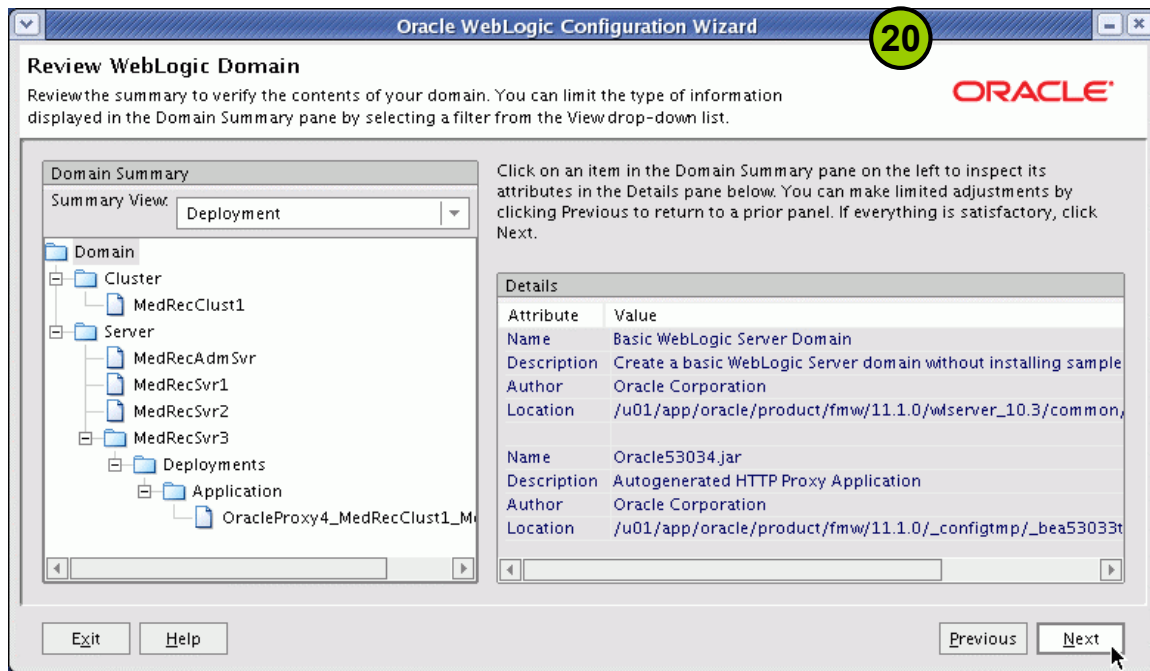 Oracle WebLogic Configuration Wizard
20
Review WebLogic Domain
Review the summary to verify the contents of your domain. You can limit the type of information
displayed in the Domain Summary pane by selecting a filter from the View drop-down list.
ORACLE
Domain Summary
Summary View:
Deployment
Domain
Cluster
MedRecClust1
Server
MedRecAdmSvr
MedRecSvr1
MedRecSvr2
MedRecSvr3
Deployments
Application
OracleProxy4_MedRecClust1_M
Click on an item in the Domain Summary pane on the left to inspect its
attributes in the Details pane below. You can make limited adjustments by
clicking Previous to return to a prior panel. If everything is satisfactory, click
Next.
Details
Attribute Value
Name Basic WebLogic Server Domain
Description Create a basic WebLogic Server domain without installing sample
Author Oracle Corporation
Location /u01/app/oracle/product/fmw/11.1.0/wlserver_10.3/common,
Name Oracle53034.jar
Description Autogenerated HTTP Proxy Application
Author Oracle Corporation
Location /u01/app/oracle/product/fmw/11.1.0/_configtmp/_bea53033t
Exit Help Previous Next